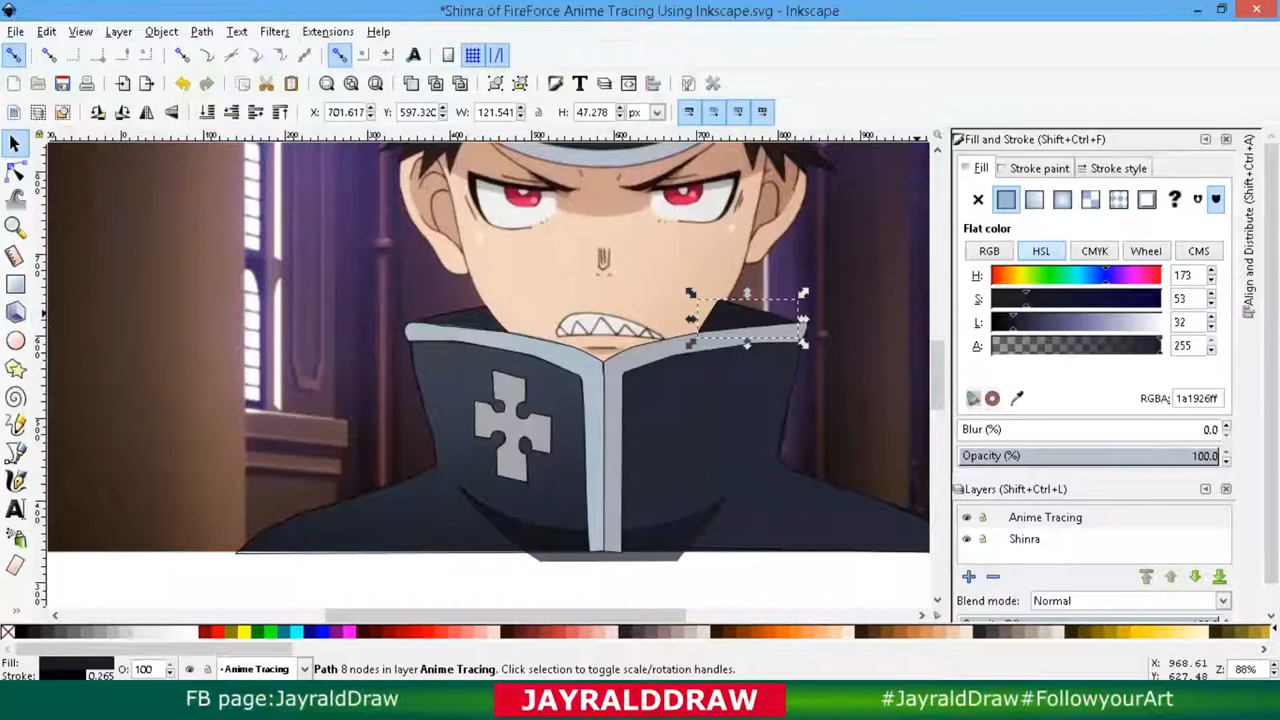 *Shinra of FireForce Anime Tracing Using Inkscape.svg - Inkscape
File Edit View Layer Object Path Text Filters Extensions Help
X: 701.617 Y: 597.320 W: 121.541 H: 47.278 px
Fill and Stroke (Shift+Ctrl+F)
Fill Stroke paint Stroke style
Flat color
RGB HSL CMYK Wheel CMS
H: 173
S: 53
L: 32
A: 255
RGBA: 1a1926ff
Blur (%) 0.0
Opacity (%) 100.0
Layers (Shift+Ctrl+L)
Anime Tracing
Shinra
Blend mode: Normal
Align and Distribute (Shift+Ctrl+A)
Fill:
Stroke: 0.265
O: 100
Anime Tracing
Path 8 nodes in layer Anime Tracing. Click selection to toggle scale/rotation handles.
X: 968.61
Y: 627.48
Z: 88%
FB page:JayraldDraw
JAYRALDDRAW
#JayraldDraw#FollowyourArt